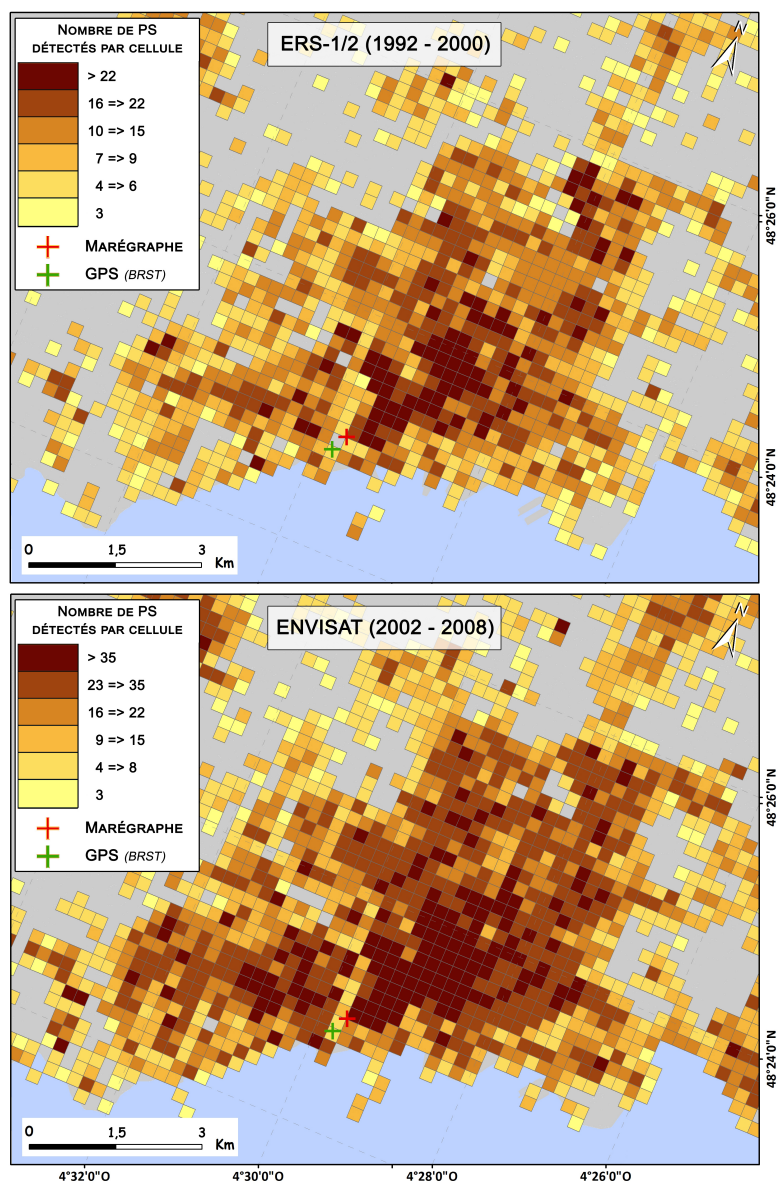 NOMBRE DE PS
DÉTECTÉS PAR CELLULE
> 22
16 => 22
10 => 15
7 => 9
4 => 6
3
MARÉGRAPHE
GPS (BRST)
ERS-1/2 (1992 - 2000)
N
48°26'0"N
48°24'0"N
0 1,5 3
Km
NOMBRE DE PS
DÉTECTÉS PAR CELLULE
> 35
23 => 35
16 => 22
9 => 15
4 => 8
3
MARÉGRAPHE
GPS (BRST)
ENVISAT (2002 - 2008)
N
48°26'0"N
48°24'0"N
0 1,5 3
Km
4°32'0"O 4°30'0"O 4°28'0"O 4°26'0"O